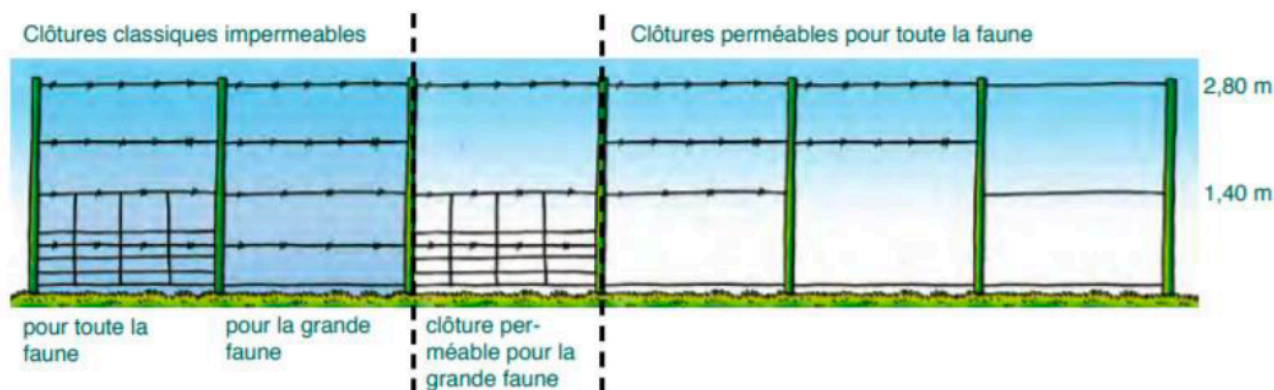 Clôtures classiques impermeables
Clôtures perméables pour toute la faune
2,80 m
1,40 m
pour toute la
faune
pour la grande
faune
clôture per-
méable pour la
grande faune